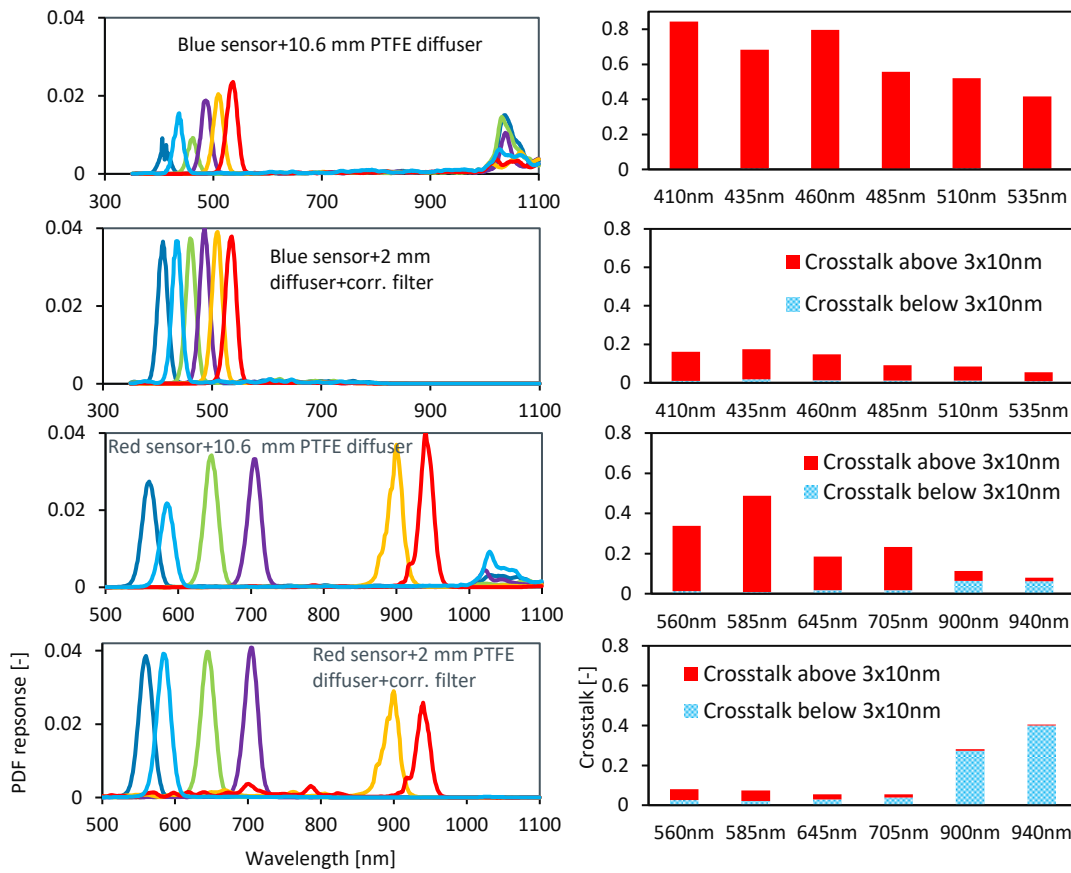 0.04
0.02
0
300 500 700 900 1100
Blue sensor+10.6 mm PTFE diffuser
0.8
0.6
0.4
0.2
0
410nm 435nm 460nm 485nm 510nm 535nm
0.04
0.02
0
300 500 700 900 1100
Blue sensor+2 mm
diffuser+corr. filter
0.8
0.6
0.4
0.2
0
Crosstalk above 3x10nm
Crosstalk below 3x10nm
410nm 435nm 460nm 485nm 510nm 535nm
0.04
0.02
0
500 600 700 800 900 1000 1100
Red sensor+10.6 mm PTFE diffuser
0.8
0.6
0.4
0.2
0
Crosstalk above 3x10nm
Crosstalk below 3x10nm
560nm 585nm 645nm 705nm 900nm 940nm
PDF repsonse [-]
0.04
0.02
0
500 600 700 800 900 1000 1100
Red sensor+2 mm PTFE
diffuser+corr. filter
Wavelength [nm]
Crosstalk [-]
0.8
0.6
0.4
0.2
0
Crosstalk above 3x10nm
Crosstalk below 3x10nm
560nm 585nm 645nm 705nm 900nm 940nm